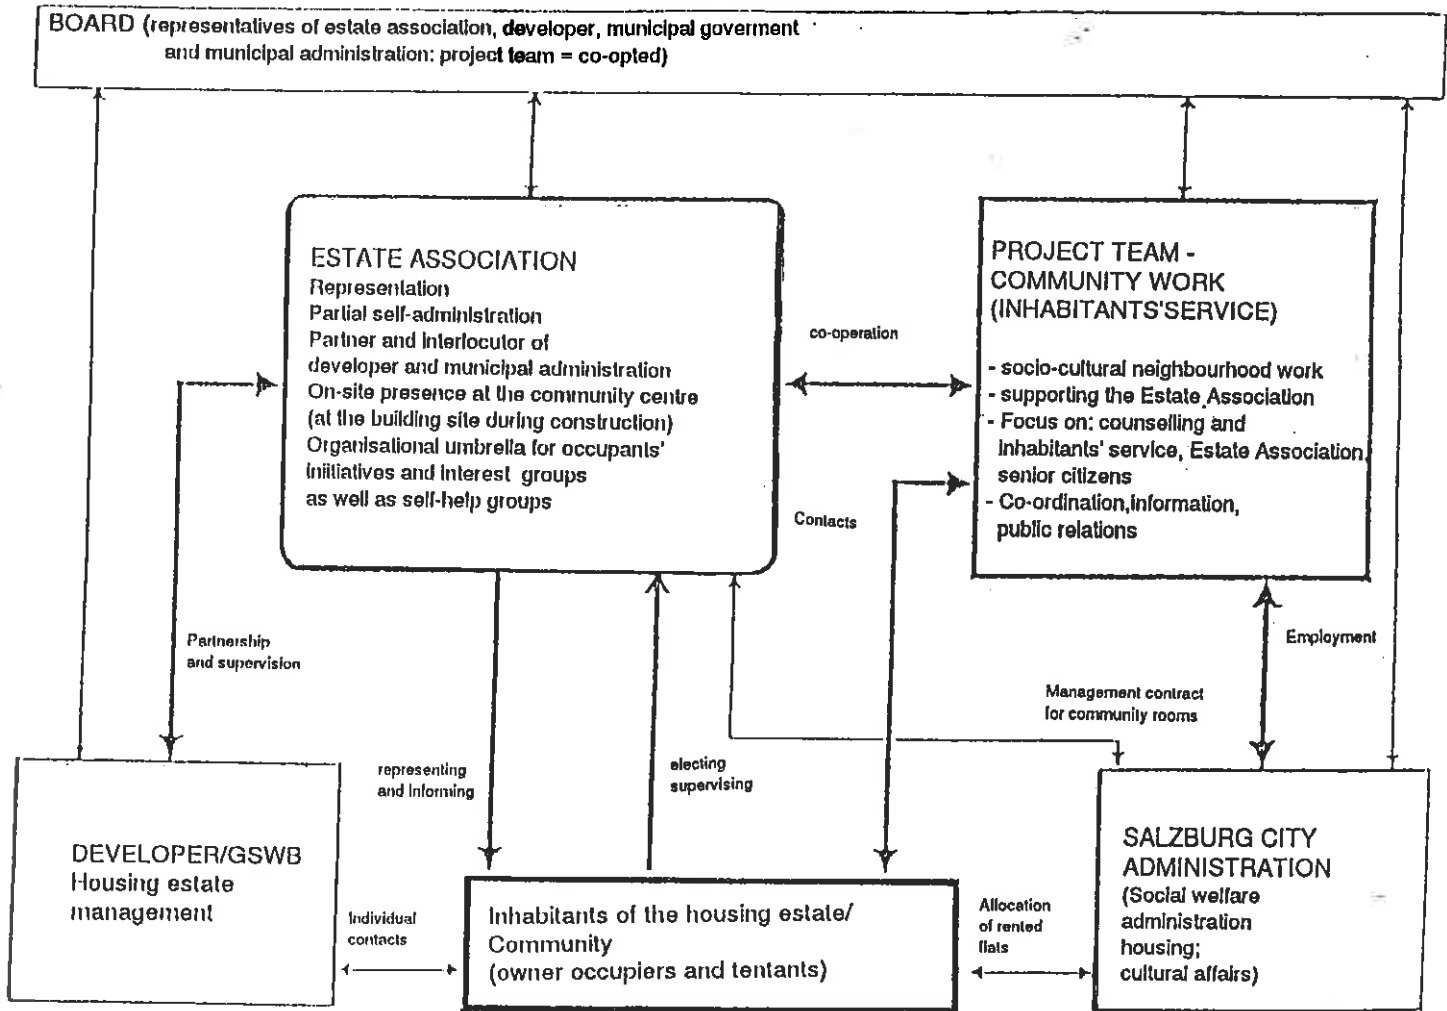 BOARD (representatives of estate association, developer, municipal goverment
and municipal administration: project team = co-opted)
ESTATE ASSOCIATION
Representation
Partial self-administration
Partner and Interlocutor of
developer and municipal administration
On-site presence at the community centre
(at the building site during construction)
Organisational umbrella for occupants'
Initiatives and Interest groups
as well as self-help groups
co-operation
PROJECT TEAM -
COMMUNITY WORK
(INHABITANTS'SERVICE)
- socio-cultural neighbourhood work
- supporting the Estate Association
- Focus on: counselling and
Inhabitants' service, Estate Association,
senior citizens
- Co-ordination,Information,
public relations
Contacts
Partnership
and supervision
Employment
Management contract
for community rooms
representing
and Informing
electing
supervising
DEVELOPER/GSWB
Housing estate
management
Individual
contacts
Inhabitants of the housing estate/
Community
(owner occupiers and tentants)
Allocation
of rented
flats
SALZBURG CITY
ADMINISTRATION
(Social welfare
administration
housing;
cultural affairs)